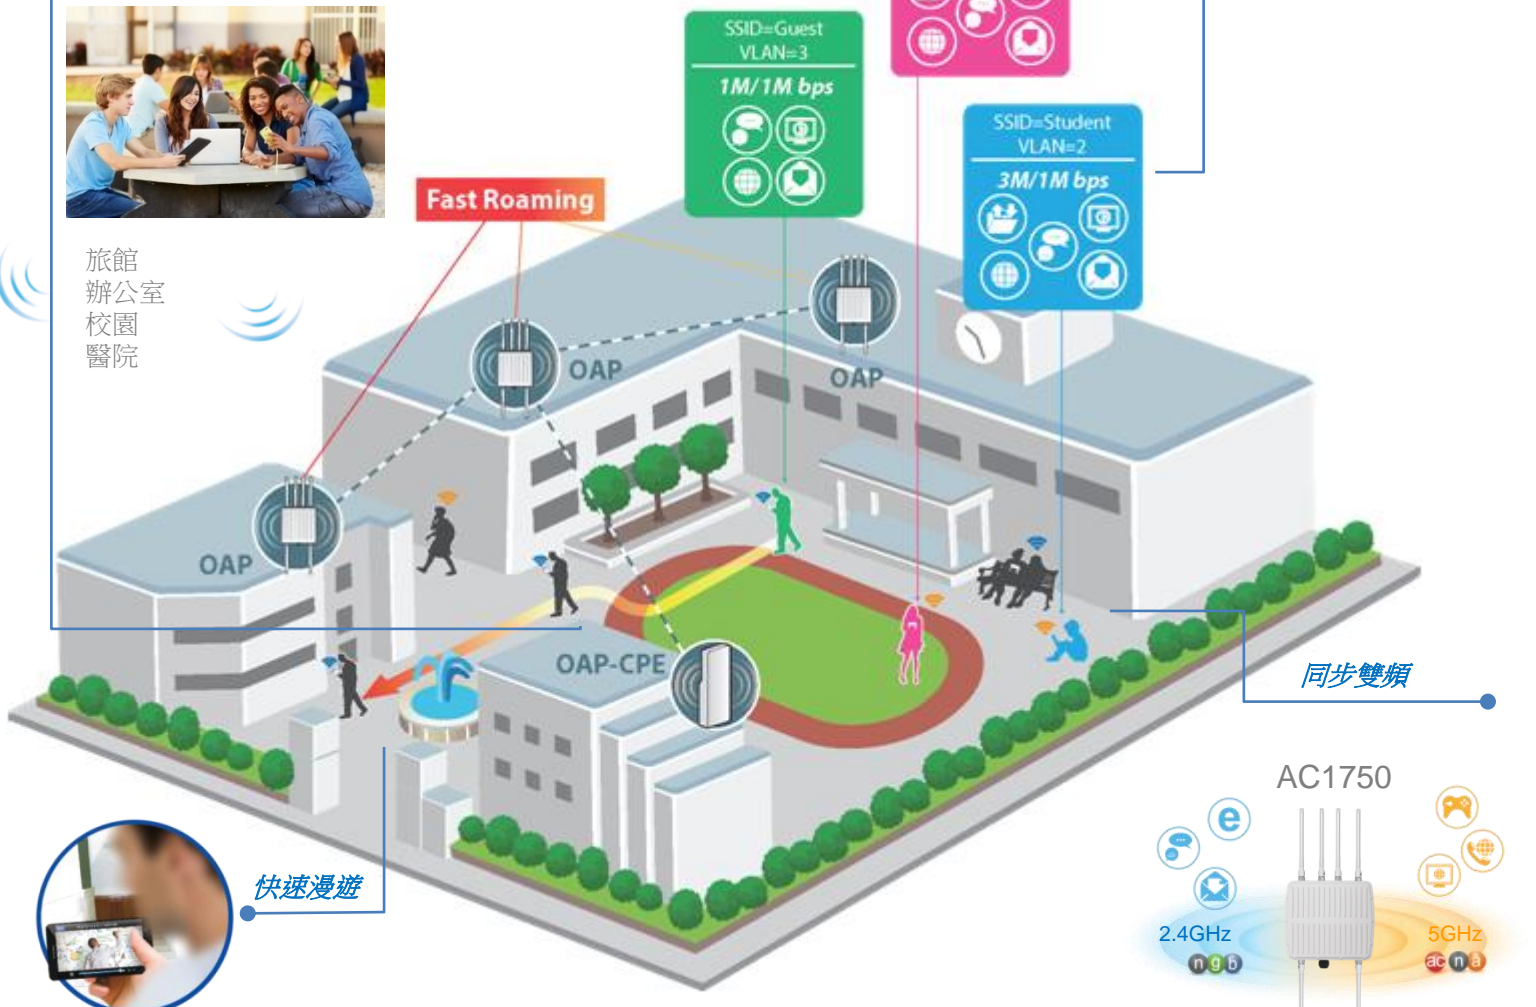 SSID=Guest
VLAN=3
1M/1M bps
SSID=Student
VLAN=2
3M/1M bps
Fast Roaming
旅館
辦公室
校園
醫院
OAP
OAP
OAP
OAP-CPE
同步雙頻
快速漫遊
AC1750
e
2.4GHz
5GHz
n g b
ac n a